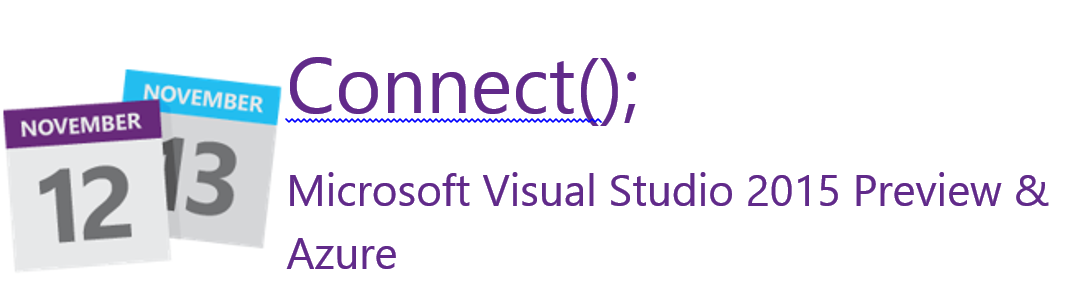 NOVEMBER
12
NOVEMBER
13
Connect();
Microsoft Visual Studio 2015 Preview &
Azure